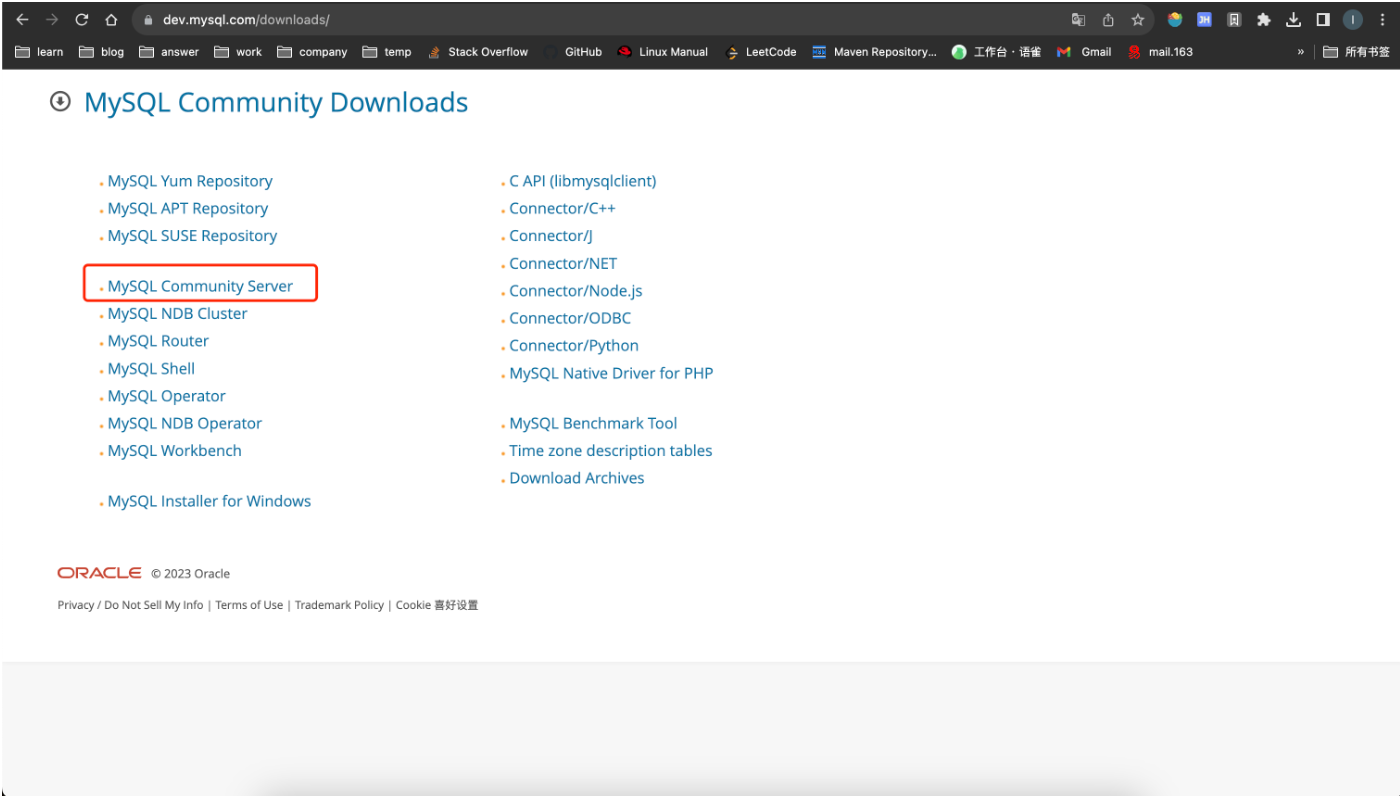 dev.mysql.com/downloads/
learn blog answer work company temp Stack Overflow GitHub Linux Manual LeetCode Maven Repository... 工作台 · 语雀 Gmail mail.163 » 所有书签
MySQL Community Downloads
MySQL Yum Repository
MySQL APT Repository
MySQL SUSE Repository
MySQL Community Server
MySQL NDB Cluster
MySQL Router
MySQL Shell
MySQL Operator
MySQL NDB Operator
MySQL Workbench
MySQL Installer for Windows
C API (libmysqlclient)
Connector/C++
Connector/J
Connector/NET
Connector/Node.js
Connector/ODBC
Connector/Python
MySQL Native Driver for PHP
MySQL Benchmark Tool
Time zone description tables
Download Archives
ORACLE © 2023 Oracle
Privacy / Do Not Sell My Info | Terms of Use | Trademark Policy | Cookie 喜好设置